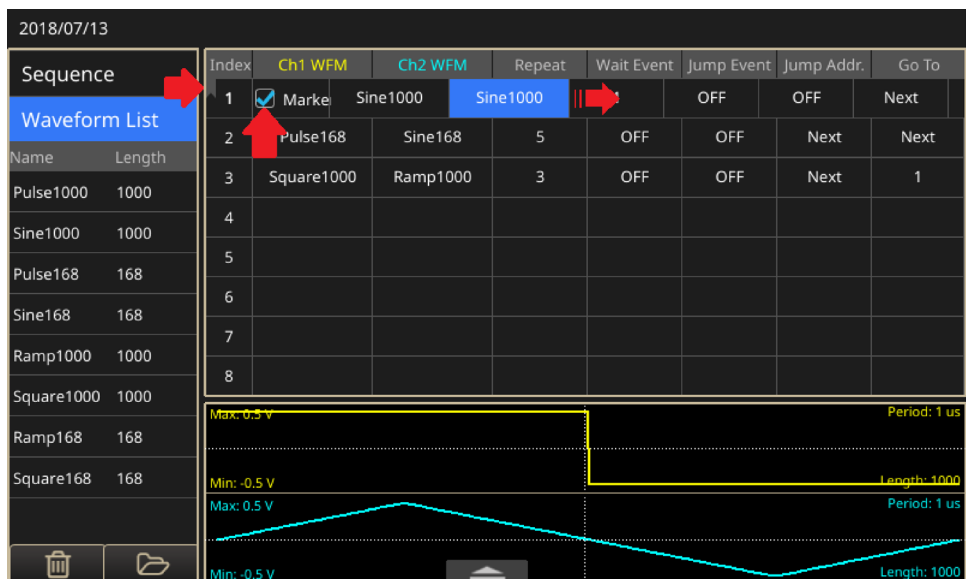 2018/07/13
Sequence
Waveform List
Name Length
Pulse1000 1000
Sine1000 1000
Pulse168 168
Sine168 168
Ramp1000 1000
Square1000 1000
Ramp168 168
Square168 168
Index Ch1 WFM Ch2 WFM Repeat Wait Event Jump Event Jump Addr. Go To
1 Marke Sine1000 Sine1000 OFF OFF Next
2 Pulse168 Sine168 5 OFF OFF Next Next
3 Square1000 Ramp1000 3 OFF OFF Next 1
4
5
6
7
8
Max: 0.5 V Period: 1 us
Min: -0.5 V Length: 1000
Max: 0.5 V Period: 1 us
Min: -0.5 V Length: 1000